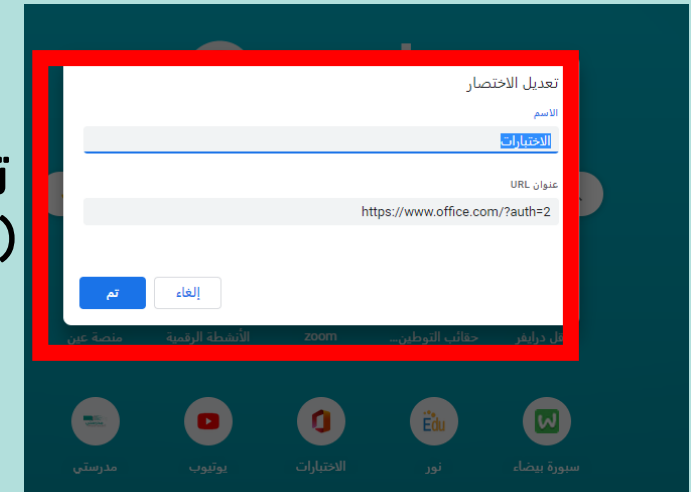 تعديل الاختصار
الاسم
الاختبارات
عنوان URL
https://www.office.com/?auth=2
إلغاء
تم
درايفر
حقائب التوطين...
zoom
الأنشطة الرقمية
منصة عين
سبورة بيضاء
نور
الاختبارات
يوتيوب
مدرستي
Edu